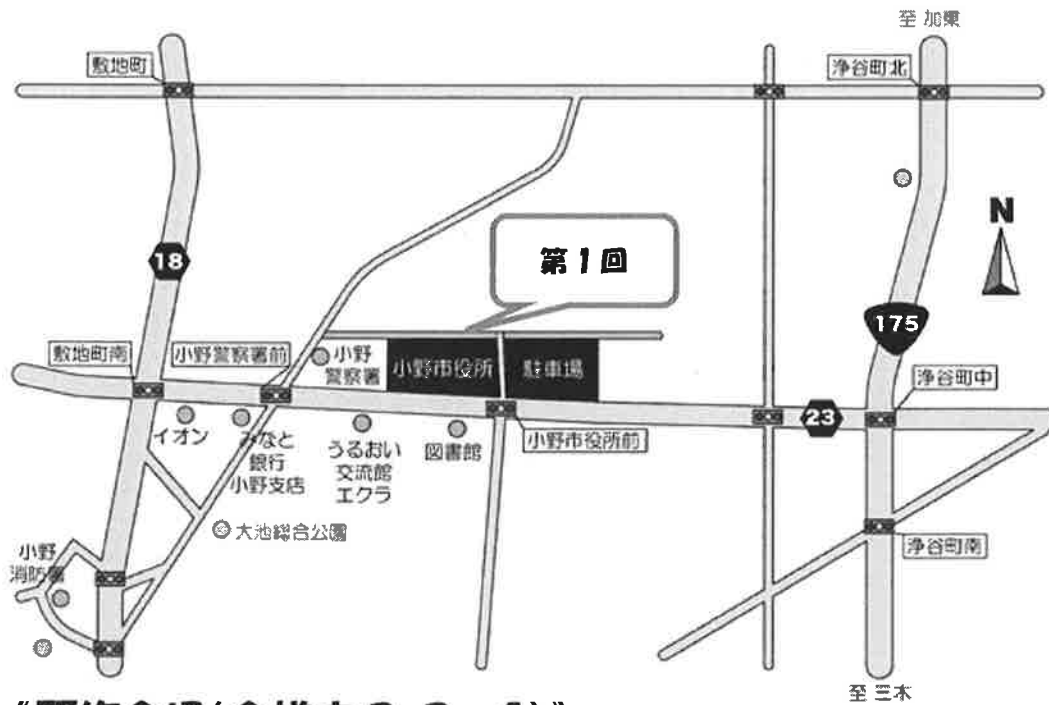 至 加東
敷地町
浄谷町北
N
第1回
18
175
敷地町南
小野警察署前
小野
警察署
小野市役所
駐車場
浄谷町中
23
イオン
みなと
銀行
小野支店
うるおい
交流館
エクラ
図書館
小野市役所前
大池総合公園
小野
消防署
浄谷町南
至 三木